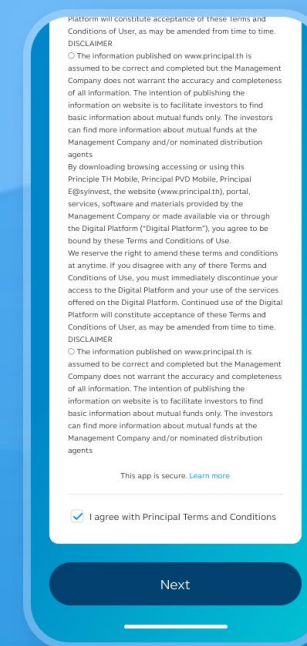 Platform will constitute acceptance of these Terms and
Conditions of User, as may be amended from time to time.
DISCLAIMER
○ The information published on www.principal.th is
assumed to be correct and completed but the Management
Company does not warrant the accuracy and completeness
of all information. The intention of publishing the
information on website is to facilitate investors to find
basic information about mutual funds only. The investors
can find more information about mutual funds at the
Management Company and/or nominated distribution
agents
By downloading browsing accessing or using this
Principle TH Mobile, Principal PVD Mobile, Principal
E@syinvest, the website (www.principal.th), portal,
services, software and materials provided by the
Management Company or made available via or through
the Digital Platform ("Digital Platform"), you agree to be
bound by these Terms and Conditions of Use.
We reserve the right to amend these terms and conditions
at anytime. If you disagree with any of there Terms and
Conditions of Use, you must immediately discontinue your
access to the Digital Platform and your use of the services
offered on the Digital Platform. Continued use of the Digital
Platform will constitute acceptance of these Terms and
Conditions of User, as may be amended from time to time.
DISCLAIMER
○ The information published on www.principal.th is
assumed to be correct and completed but the Management
Company does not warrant the accuracy and completeness
of all information. The intention of publishing the
information on website is to facilitate investors to find
basic information about mutual funds only. The investors
can find more information about mutual funds at the
Management Company and/or nominated distribution
agents
This app is secure. Learn more
I agree with Principal Terms and Conditions
Next